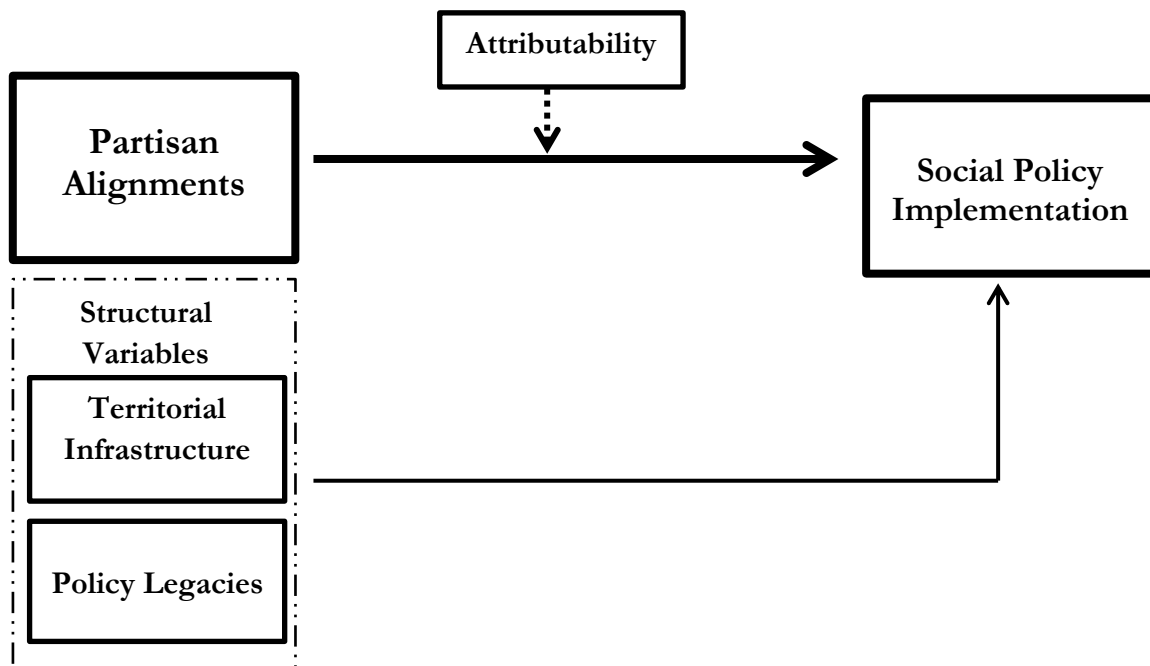 Attributability
Partisan
Alignments
Social Policy
Implementation
Structural
Variables
Territorial
Infrastructure
Policy Legacies